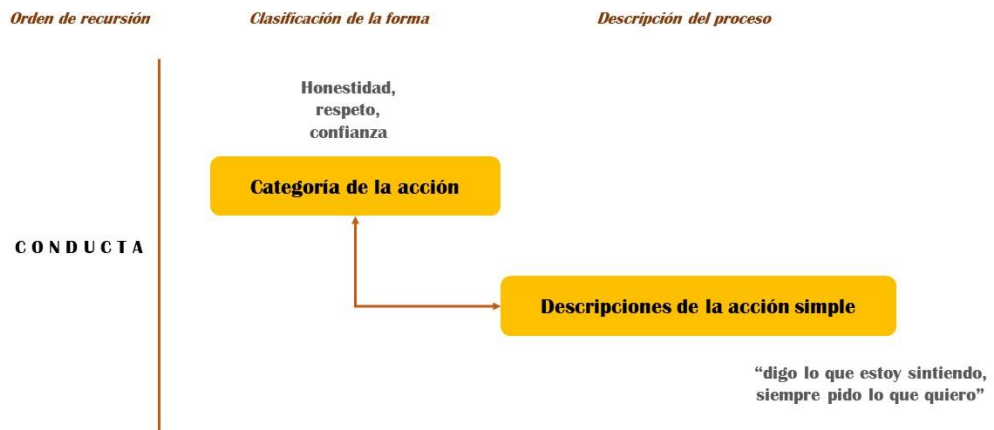 Orden de recursión
Clasificación de la forma
Descripción del proceso
Honestidad,
respeto,
confianza
Categoría de la acción
CONDUCTA
Descripciones de la acción simple
“digo lo que estoy sintiendo,
siempre pido lo que quiero”